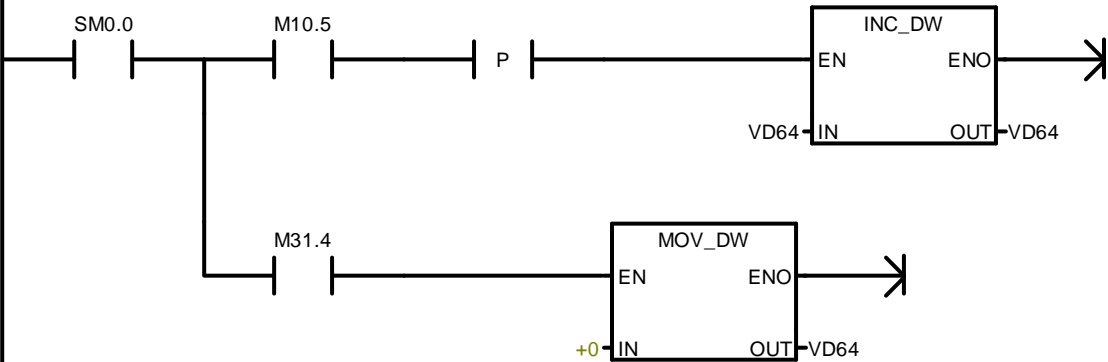 SM0.0 M10.5 INC_DW
P EN ENO
VD64 IN OUT VD64
M31.4 MOV_DW
EN ENO
+0 IN OUT VD64